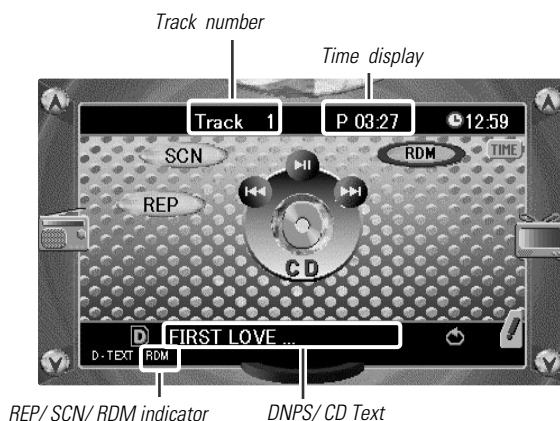 Track number
Time display
Track 1 P 03:27 12:59
SCN RDM TIME
REP
CD
D FIRST LOVE ...
D-TEXT RDM
REP/ SCN/ RDM indicator DNPS/ CD Text